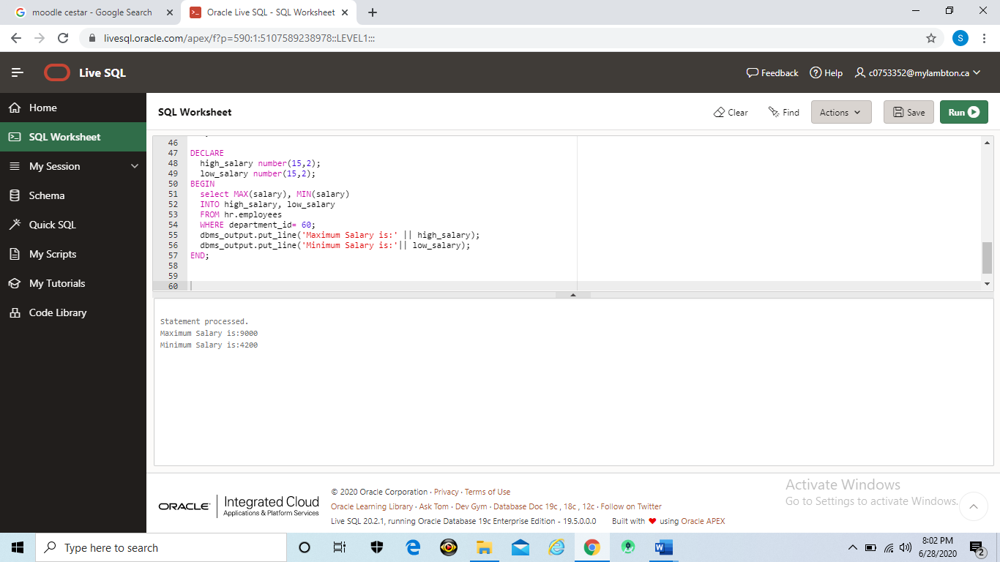 moodle cestar - Google Search
Oracle Live SQL - SQL Worksheet
livesql.oracle.com/apex/f?p=590:1:5107589238978::LEVEL1:::
S
Live SQL
Feedback
Help
c0753352@mylambton.ca
Home
SQL Worksheet
My Session
Schema
Quick SQL
My Scripts
My Tutorials
Code Library
SQL Worksheet
Clear
Find
Actions
Save
Run
46
47 DECLARE
48 high_salary number(15,2);
49 low_salary number(15,2);
50 BEGIN
51 select MAX(salary), MIN(salary)
52 INTO high_salary, low_salary
53 FROM hr.employees
54 WHERE department_id= 60;
55 dbms_output.put_line('Maximum Salary is:' || high_salary);
56 dbms_output.put_line('Minimum Salary is:'|| low_salary);
57 END;
58
59
60
Statement processed.
Maximum Salary is:9000
Minimum Salary is:4200
ORACLE
Integrated Cloud
Applications & Platform Services
© 2020 Oracle Corporation · Privacy · Terms of Use
Oracle Learning Library · Ask Tom · Dev Gym · Database Doc 19c , 18c , 12c · Follow on Twitter
Live SQL 20.2.1, running Oracle Database 19c Enterprise Edition - 19.5.0.0.0 Built with ♥ using Oracle APEX
Activate Windows
Go to Settings to activate Windows.
Type here to search
8:02 PM
6/28/2020
2